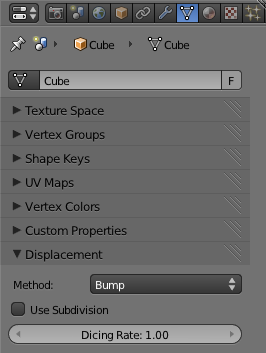 Cube Cube
Cube F
Texture Space
Vertex Groups
Shape Keys
UV Maps
Vertex Colors
Custom Properties
Displacement
Method: Bump
Use Subdivision
Dicing Rate: 1.00